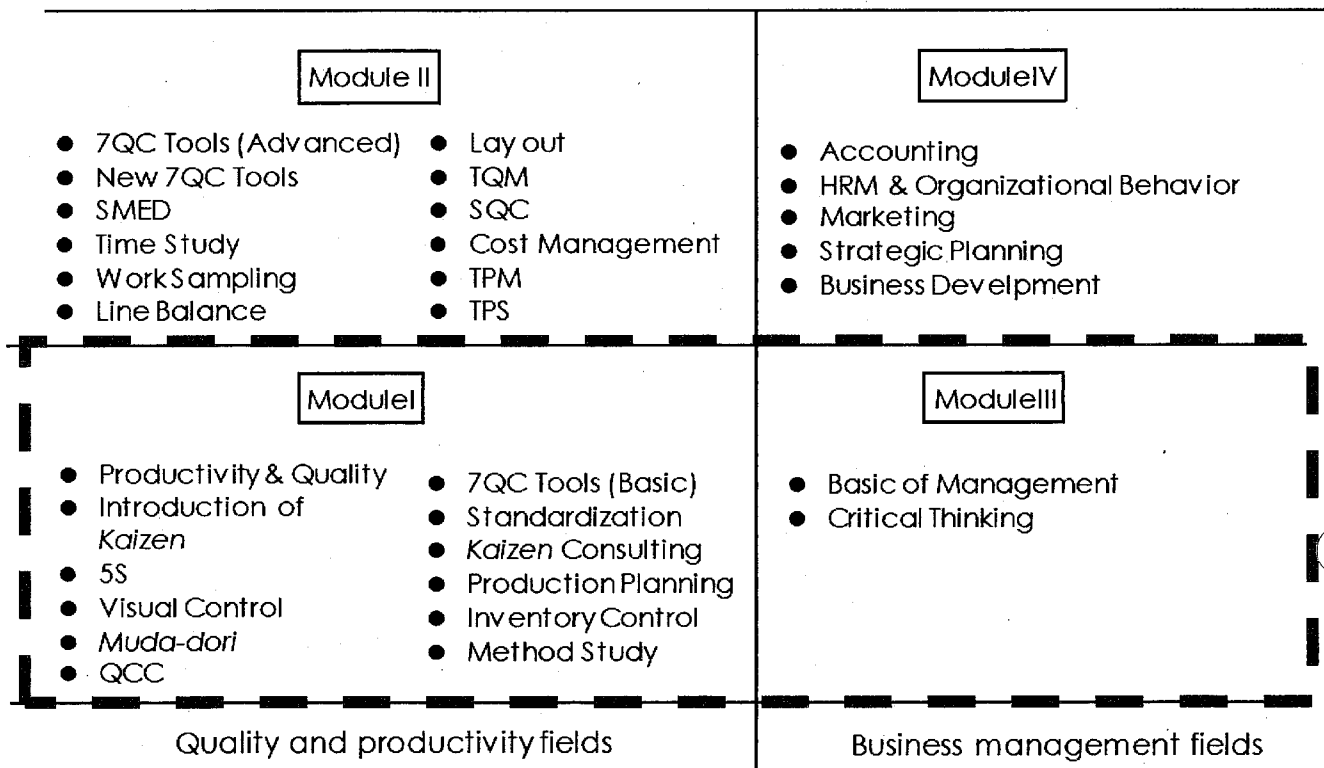 Module II
● 7QC Tools (Advanced)
● New 7QC Tools
● SMED
● Time Study
● Work Sampling
● Line Balance
● Lay out
● TQM
● SQC
● Cost Management
● TPM
● TPS
ModuleIV
● Accounting
● HRM & Organizational Behavior
● Marketing
● Strategic Planning
● Business Develpment
ModuleI
● Productivity & Quality
● Introduction of
Kaizen
● 5S
● Visual Control
● Muda-dori
● QCC
● 7QC Tools (Basic)
● Standardization
● Kaizen Consulting
● Production Planning
● Inventory Control
● Method Study
ModuleIII
● Basic of Management
● Critical Thinking
Quality and productivity fields
Business management fields